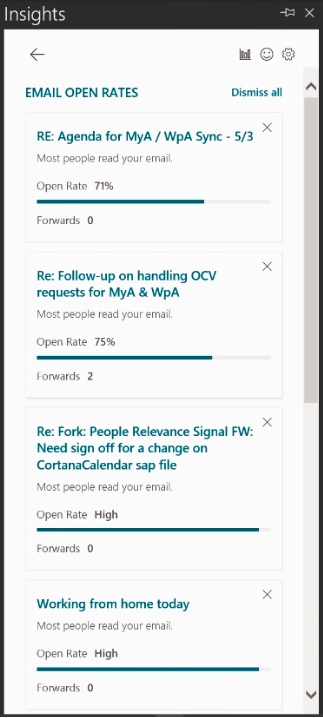 Insights
EMAIL OPEN RATES Dismiss all
RE: Agenda for MyA / WpA Sync - 5/3
Most people read your email.
Open Rate 71%
Forwards 0
Re: Follow-up on handling OCV
requests for MyA & WpA
Most people read your email.
Open Rate 75%
Forwards 2
Re: Fork: People Relevance Signal FW:
Need sign off for a change on
CortanaCalendar sap file
Most people read your email.
Open Rate High
Forwards 0
Working from home today
Most people read your email.
Open Rate High
Forwards 0